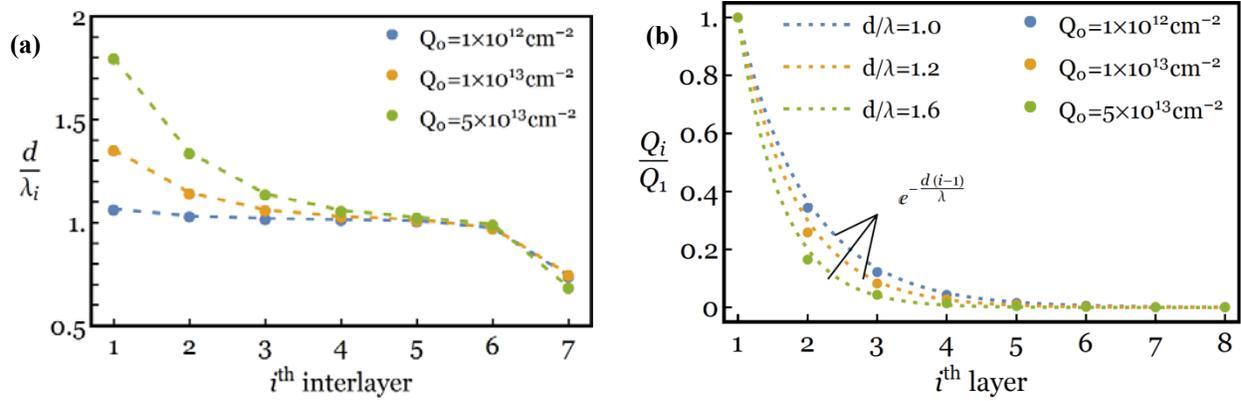 (a)
2
1.5
1.
0.5
d
λᵢ
Q₀=1×10¹²cm⁻²
Q₀=1×10¹³cm⁻²
Q₀=5×10¹³cm⁻²
1 2 3 4 5 6 7
iᵗʰ interlayer
(b)
1.
0.8
0.6
0.4
0.2
0
Qᵢ
Q₁
d/λ=1.0
d/λ=1.2
d/λ=1.6
Q₀=1×10¹²cm⁻²
Q₀=1×10¹³cm⁻²
Q₀=5×10¹³cm⁻²
e^{-\frac{d(i-1)}{λ}}
1 2 3 4 5 6 7 8
iᵗʰ layer